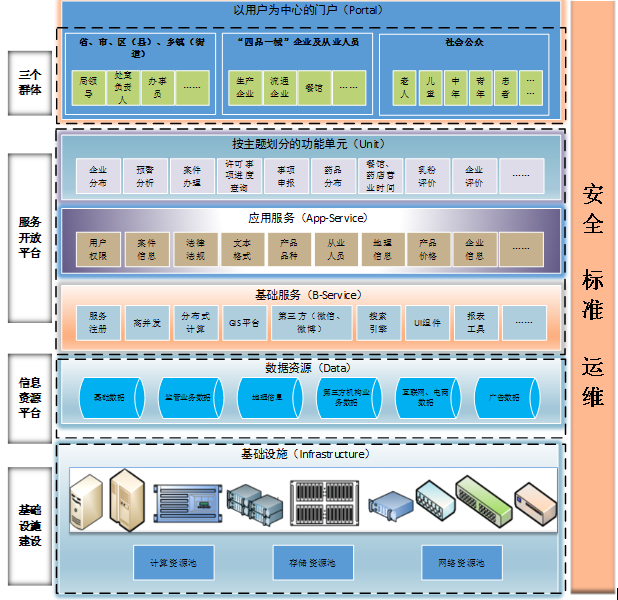 以用户为中心的门户（Portal）
三个
群体
省、市、区（县）、乡镇（街
道）
局领
导
处室
负责
人
办事
员
……
“四品一械”企业及从业人员
生产
企业
流通
企业
餐馆
……
社会公众
老
人
儿
童
中
年
青
年
患
者
…
…
服务
开放
平台
按主题划分的功能单元（Unit）
企业
分布
预警
分析
案件
办理
许可事
项进度
查询
事项
申报
药品
分布
餐馆、
药店营
业时间
乳粉
评价
企业
评价
……
应用服务（App-Service）
用户
权限
案件
信息
法律
法规
文本
格式
产品
品种
从业
人员
地理
信息
产品
价格
企业
信息
……
基础服务（B-Service）
服务
注册
高并发
分布式
计算
GIS平台
第三方（微信、
微博）
搜索
引擎
UI组件
报表
工具
……
信息
资源
平台
数据资源（Data）
基础数据
监管业务数据
地理信息
第三方机构业
务数据
互联网、电商
数据
广告数据
基础
设施
建设
基础设施（Infrastructure）
计算资源池
存储资源池
网络资源池
安全 标准 运维